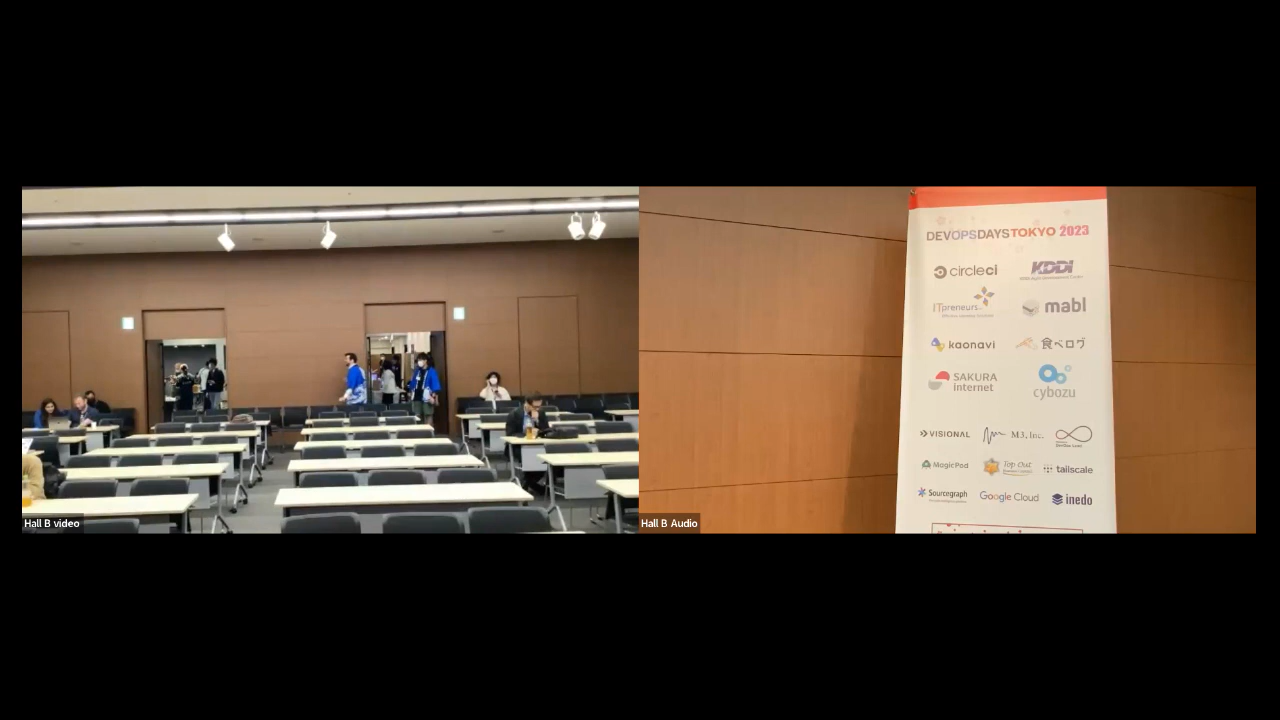 DEVOPSDAYSTOKYO 2023
circleci
KDDI
ITpreneurs
mabl
kaonavi
食べログ
SAKURA
internet
cybozu
VISIONAL
M3, Inc.
MagicPod
Top Out
tailscale
Sourcegraph
Google Cloud
inedo
Hall B video
Hall B Audio